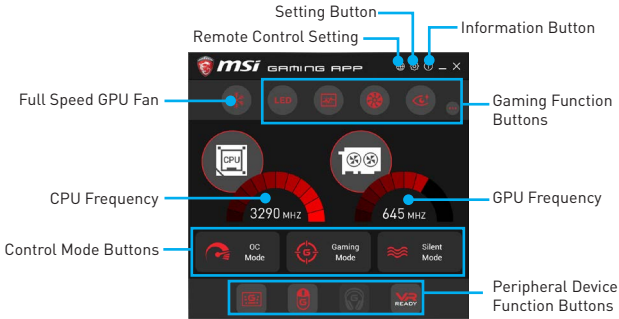 Setting Button
Information Button
Remote Control Setting
msi GAMING APP
Full Speed GPU Fan
LED
Gaming Function
Buttons
CPU
CPU Frequency
GPU Frequency
3290 MHZ
645 MHZ
Control Mode Buttons
OC
Mode
G
Gaming
Mode
Silent
Mode
Peripheral Device
Function Buttons
G
G
VR
READY